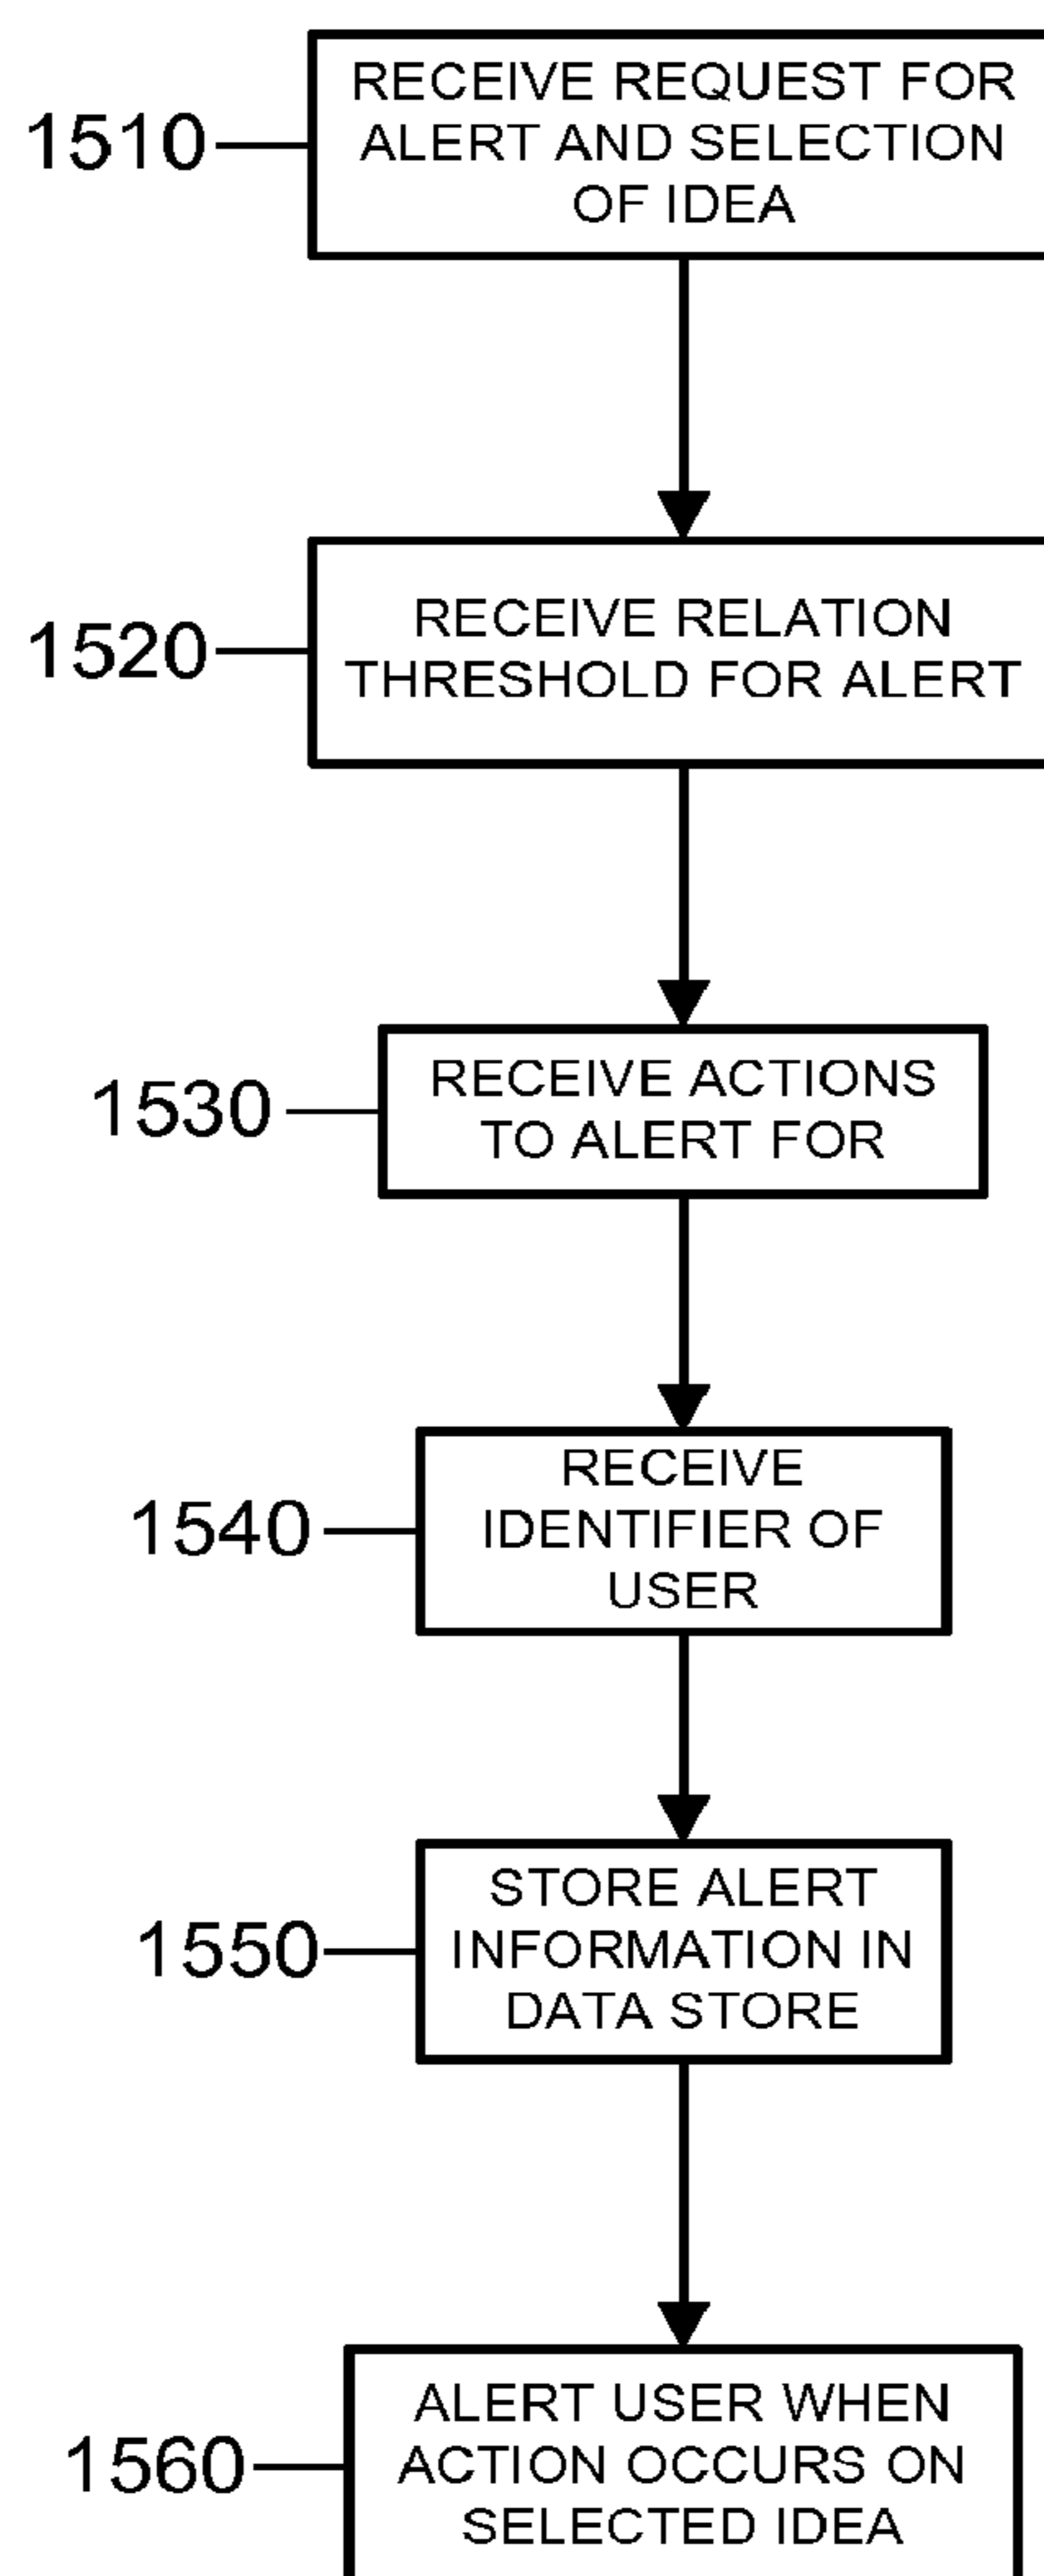 1510
RECEIVE REQUEST FOR
ALERT AND SELECTION
OF IDEA
1520
RECEIVE RELATION
THRESHOLD FOR ALERT
1530
RECEIVE ACTIONS
TO ALERT FOR
1540
RECEIVE
IDENTIFIER OF
USER
1550
STORE ALERT
INFORMATION IN
DATA STORE
1560
ALERT USER WHEN
ACTION OCCURS ON
SELECTED IDEA